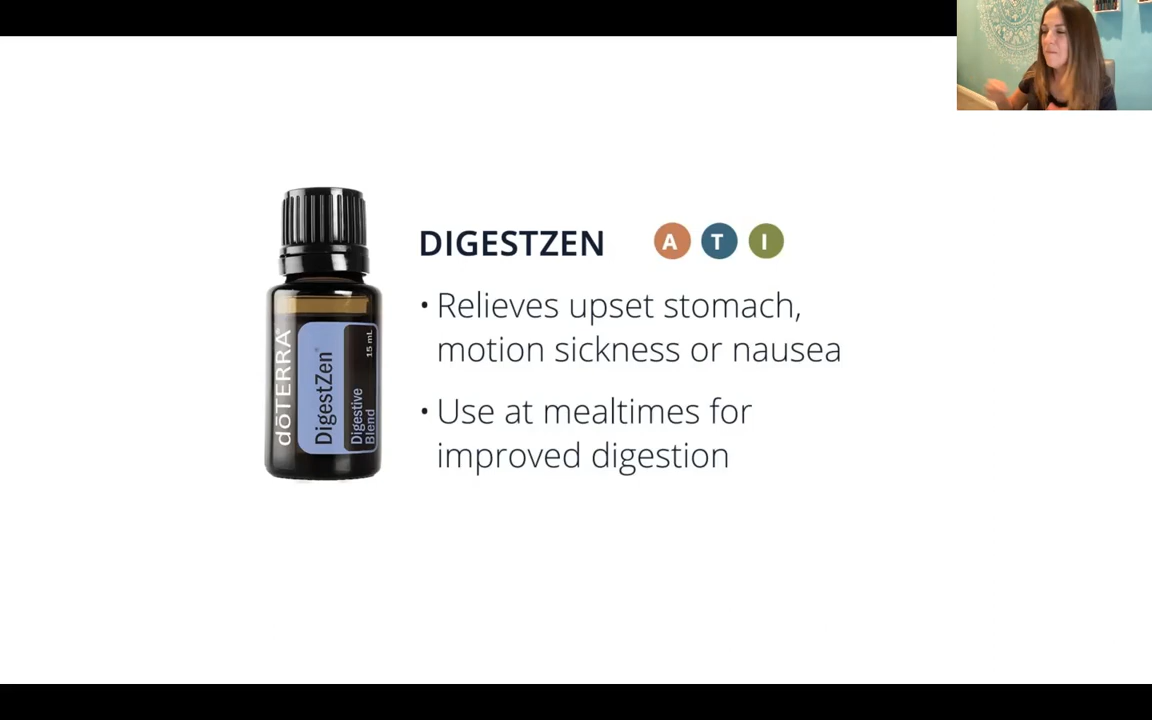 DIGESTZEN A T I
• Relieves upset stomach,
motion sickness or nausea
• Use at mealtimes for
improved digestion
dōTERRA®
DigestZen®
Digestive
Blend
15 mL